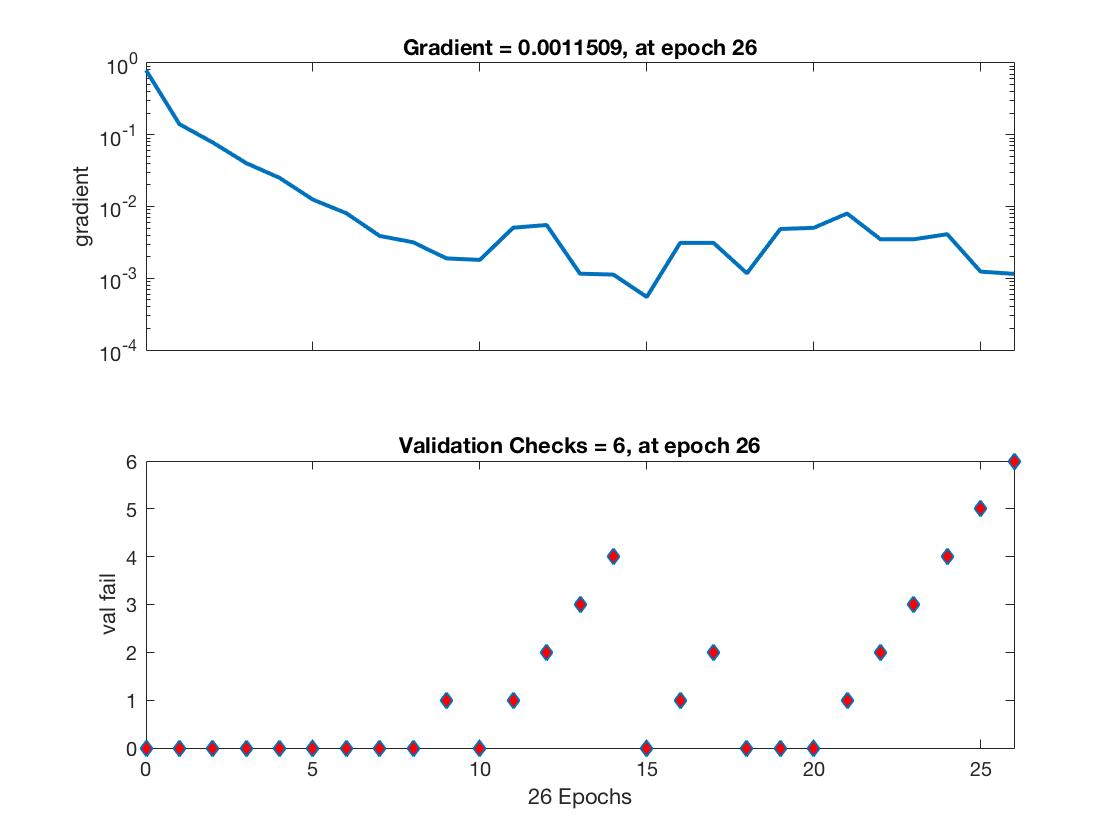 Gradient = 0.0011509, at epoch 26
10^0
10^-1
10^-2
10^-3
10^-4
gradient
Validation Checks = 6, at epoch 26
6
5
4
3
2
1
0
val fail
0 5 10 15 20 25
26 Epochs